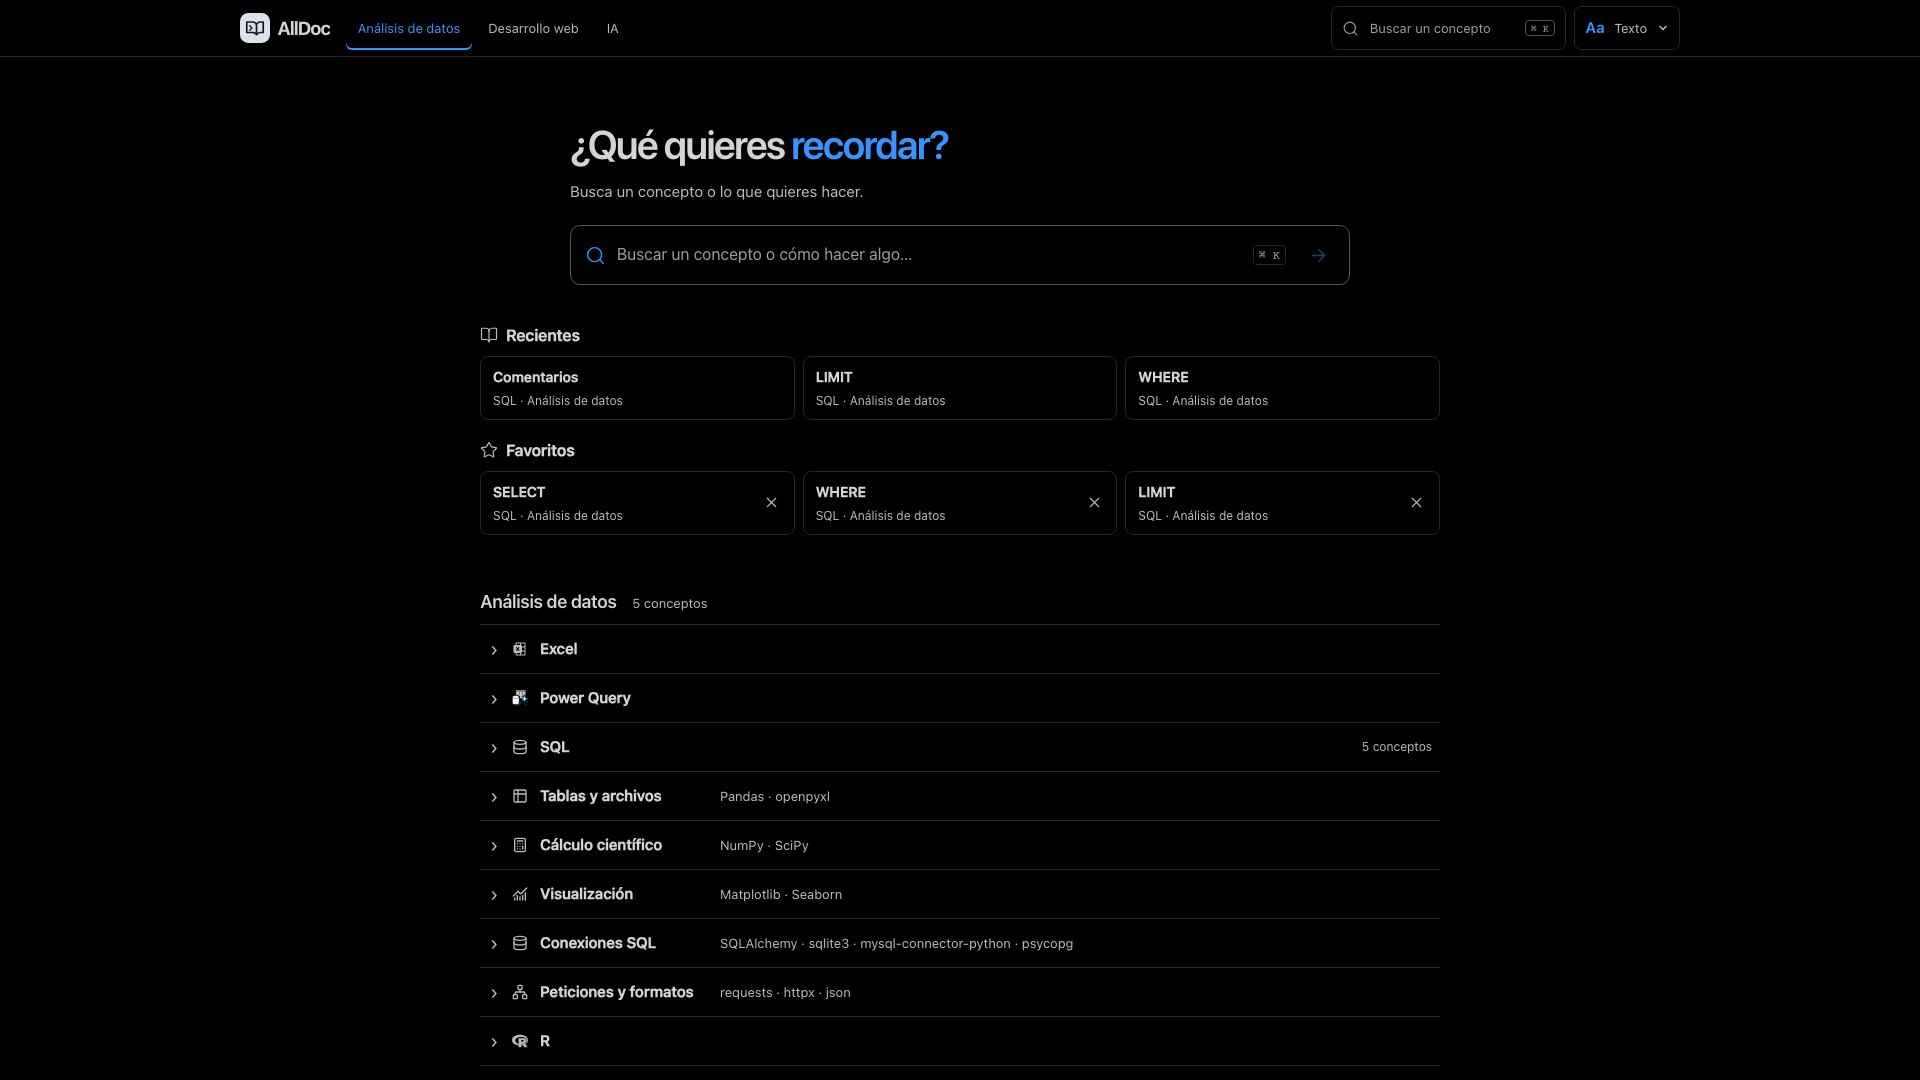 AllDoc
Análisis de datos
Desarrollo web
IA
Buscar un concepto
⌘ K
Aa Texto
¿Qué quieres recordar?
Busca un concepto o lo que quieres hacer.
Buscar un concepto o cómo hacer algo...
⌘ K
Recientes
Comentarios
SQL · Análisis de datos
LIMIT
SQL · Análisis de datos
WHERE
SQL · Análisis de datos
Favoritos
SELECT
SQL · Análisis de datos
WHERE
SQL · Análisis de datos
LIMIT
SQL · Análisis de datos
Análisis de datos 5 conceptos
Excel
Power Query
SQL 5 conceptos
Tablas y archivos Pandas · openpyxl
Cálculo científico NumPy · SciPy
Visualización Matplotlib · Seaborn
Conexiones SQL SQLAlchemy · sqlite3 · mysql-connector-python · psycopg
Peticiones y formatos requests · httpx · json
R